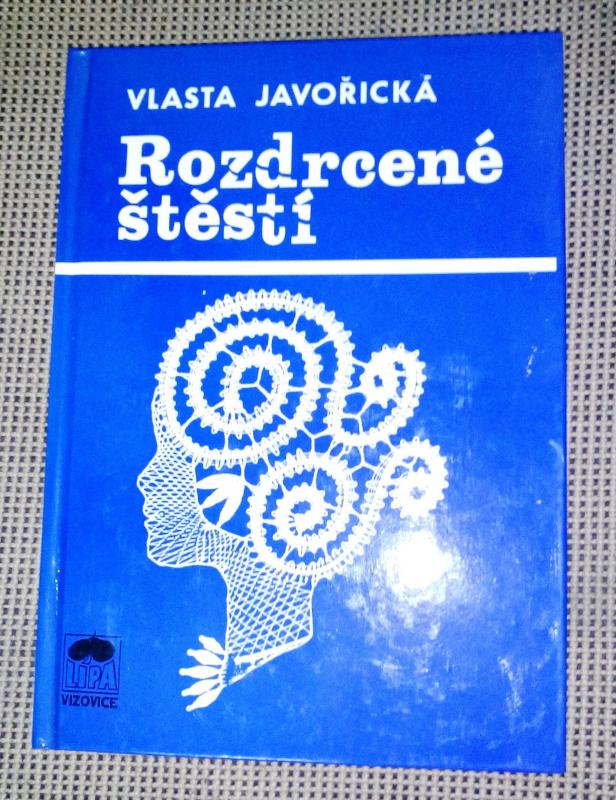 VLASTA JAVOŘICKÁ
Rozdrcené
štěstí
LÍPA
VIZOVICE